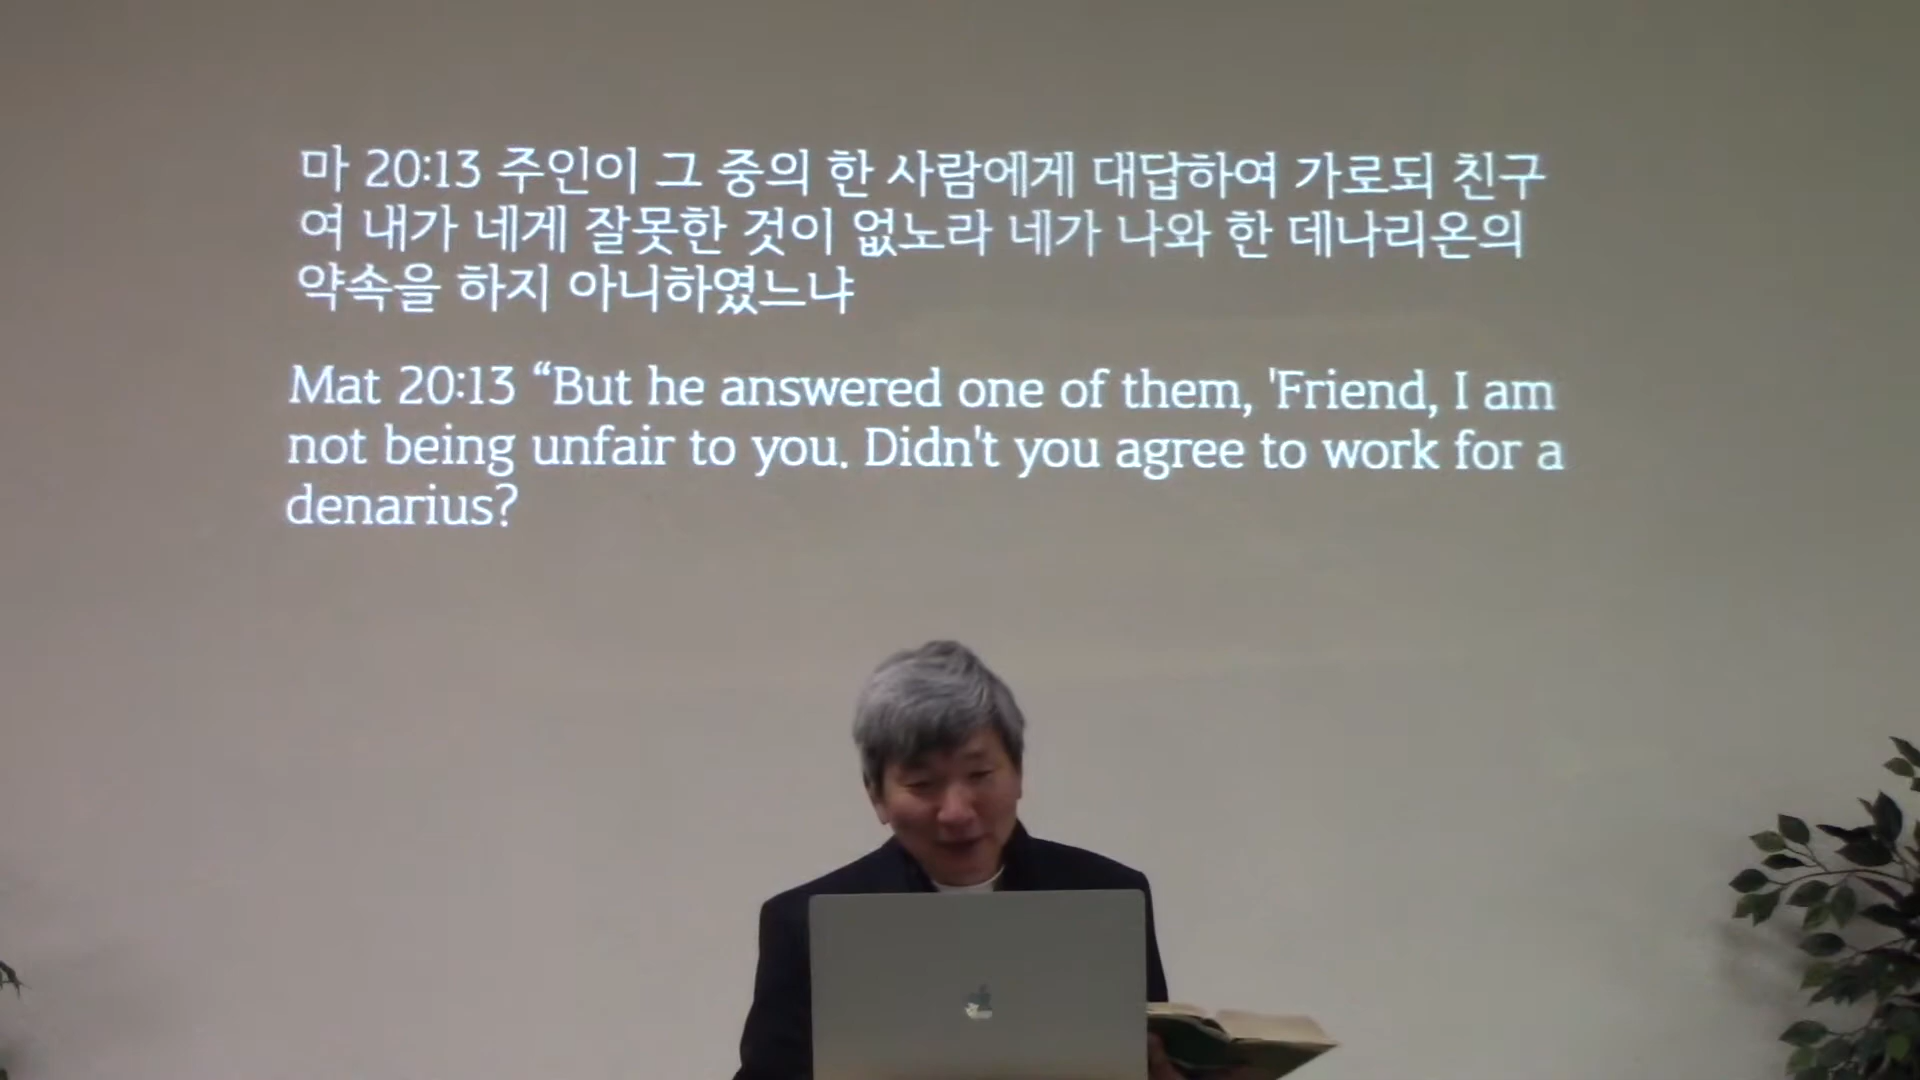 마 20:13 주인이 그 중의 한 사람에게 대답하여 가로되 친구
여 내가 네게 잘못한 것이 없노라 네가 나와 한 데나리온의
약속을 하지 아니하였느냐
Mat 20:13 “But he answered one of them, 'Friend, I am
not being unfair to you. Didn't you agree to work for a
denarius?